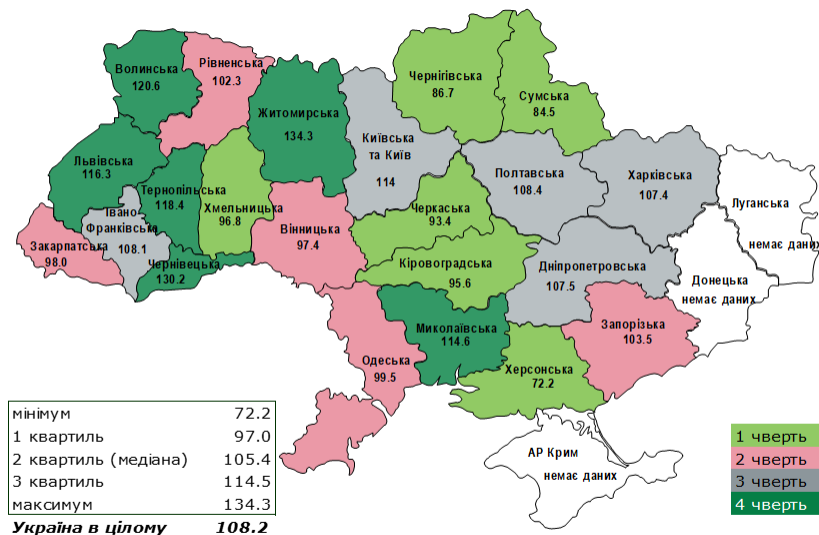 Волинська
120.6
Рівненська
102.3
Житомирська
134.3
Київська
та Київ
114
Чернігівська
86.7
Сумська
84.5
Львівська
116.3
Тернопільська
118.4
Хмельницька
96.8
Івано-
Франківська
108.1
Закарпатська
98.0
Чернівецька
130.2
Вінницька
97.4
Черкаська
93.4
Полтавська
108.4
Харківська
107.4
Луганська
немає даних
Кіровоградська
95.6
Дніпропетровська
107.5
Донецька
немає даних
Миколаївська
114.6
Запорізька
103.5
Одеська
99.5
Херсонська
72.2
АР Крим
немає даних
мінімум 72.2
1 квартиль 97.0
2 квартиль (медіана) 105.4
3 квартиль 114.5
максимум 134.3
Україна в цілому 108.2
1 чверть
2 чверть
3 чверть
4 чверть